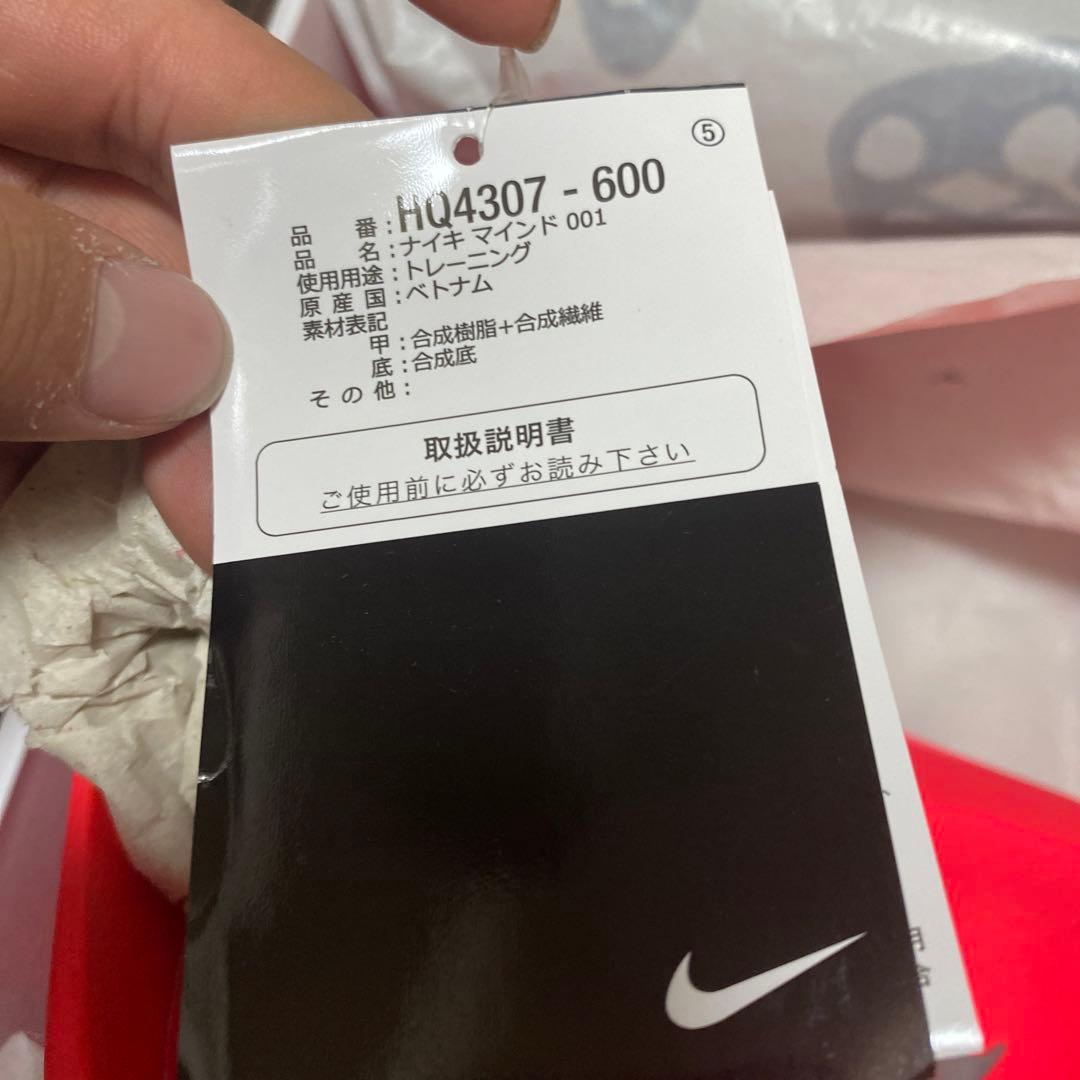 ⑤
品 番:HQ4307 - 600
品 名:ナイキ マインド 001
使用用途:トレーニング
原産国:ベトナム
素材表記
甲:合成樹脂+合成繊維
底:合成底
その他:
取扱説明書
ご使用前に必ずお読み下さい